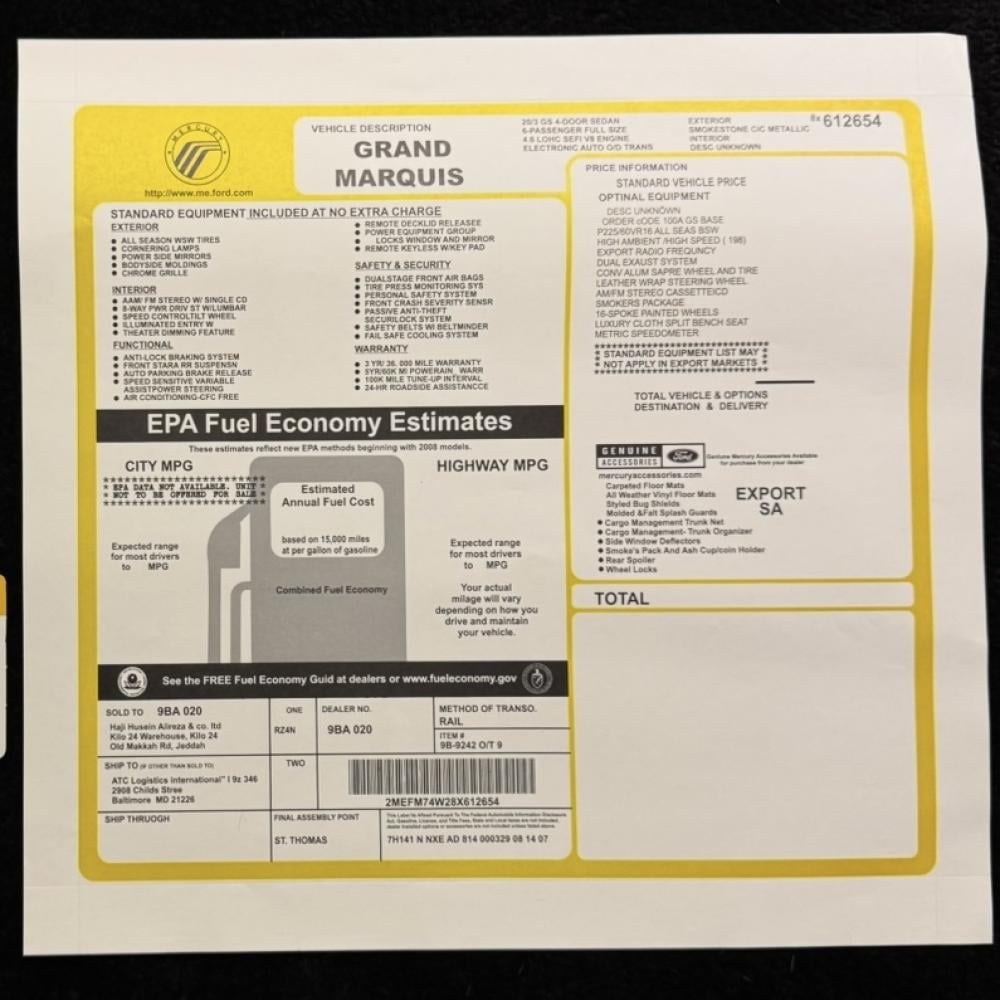 MERCURY
http://www.me.ford.com
VEHICLE DESCRIPTION
GRAND
MARQUIS
20/3 GS 4-DOOR SEDAN
6-PASSENGER FULL SIZE
4.6 LOHC SEFI V8 ENGINE
ELECTRONIC AUTO O/D TRANS
EXTERIOR
SMOKESTONE C/C METALLIC
INTERIOR
DESC UNKNOWN
8x 612654
STANDARD EQUIPMENT INCLUDED AT NO EXTRA CHARGE
EXTERIOR
ALL SEASON WSW TIRES
CORNERING LAMPS
POWER SIDE MIRRORS
BODYSIDE MOLDINGS
CHROME GRILLE
INTERIOR
AAM/ FM STEREO W/ SINGLE CD
8-WAY PWR DRIV ST W/LUMBAR
SPEED CONTROLTILT WHEEL
ILLUMINATED ENTRY W
THEATER DIMMING FEATURE
FUNCTIONAL
ANTI-LOCK BRAKING SYSTEM
FRONT STARA RR SUSPENSN
AUTO PARKING BRAKE RELEASE
SPEED SENSITIVE VARIABLE
ASSISTPOWER STEERING
AIR CONDITIONING-CFC FREE
REMOTE DECKLID RELEASEE
POWER EQUIPMENT GROUP
LOCKS WINDOW AND MIRROR
REMOTE KEYLESS W/KEY PAD
SAFETY & SECURITY
DUALSTAGE FRONT AIR BAGS
TIRE PRESS MONITORING SYS
PERSONAL SAFETY SYSTEM
FRONT CRASH SEVERITY SENSR
PASSIVE ANTI-THEFT
SECURILOCK SYSTEM
SAFETY BELTS WI BELTMINDER
FAIL SAFE COOLING SYSTEM
WARRANTY
3 YR/ 36. 000 MILE WARRANTY
5YR/60K MI POWERAIN_ WARR
100K MILE TUNE-UP INTERVAL
24-HR ROADSIDE ASSISTANCCE
PRICE INFORMATION
STANDARD VEHICLE PRICE
OPTINAL EQUIPMENT
DESC UNKNOWN
ORDER cODE 100A GS BASE
P225/60VR16 ALL SEAS BSW
HIGH AMBIENT /HIGH SPEED ( 198)
EXPORT RADIO FREQUNCY
DUAL EXAUST SYSTEM
CONV ALUM SAPRE WHEEL AND TIRE
LEATHER WRAP STEERING WHEEL
AM/FM STEREO CASSETTEICD
SMOKERS PACKAGE
16-SPOKE PAINTED WHEELS
LUXURY CLOTH SPLIT BENCH SEAT
METRIC SPEEDOMETER
* STANDARD EQUIPMENT LIST MAY *
* NOT APPLY IN EXPORT MARKETS *
TOTAL VEHICLE & OPTIONS
DESTINATION & DELIVERY
GENUINE
ACCESSORIES
Ford
Genuine Mercury Accessories Available
for purchase from your dealer
mercuryaccessories.com
Carpeted Floor Mats
All Weather Vinyl Floor Mats
Styled Bug Shields
Molded &Falt Splash Guards
Cargo Management Trunk Net
Cargo Management- Trunk Organizer
Side Window Deflectors
Smoke's Pack And Ash Cup/coin Holder
Rear Spoiler
Wheel Locks
EXPORT
SA
TOTAL
EPA Fuel Economy Estimates
These estimates reflect new EPA methods beginning with 2008 models.
CITY MPG
* EPA DATA NOT AVAILABLE. UNIT *
* NOT TO BE OFFERED FOR SALE *
Expected range
for most drivers
to MPG
Estimated
Annual Fuel Cost
based on 15,000 miles
at per gallon of gasoline
Combined Fuel Economy
HIGHWAY MPG
Expected range
for most drivers
to MPG
Your actual
milage will vary
depending on how you
drive and maintain
your vehicle.
See the FREE Fuel Economy Guid at dealers or www.fueleconomy.gov
SOLD TO 9BA 020
Haji Husein Alireza & co. ltd
Kilo 24 Warehouse, Kilo 24
Old Makkah Rd, Jeddah
ONE
RZ4N
DEALER NO.
9BA 020
METHOD OF TRANSO.
RAIL
ITEM #
9B-9242 O/T 9
SHIP TO (IF OTHER THAN SOLD TO)
ATC Logistics international" I 9z 346
2908 Childs Stree
Baltimore MD 21226
TWO
2MEFM74W28X612654
SHIP THRUOGH
FINAL ASSEMBLY POINT
ST. THOMAS
7H141 N NXE AD 814 000329 08 14 07